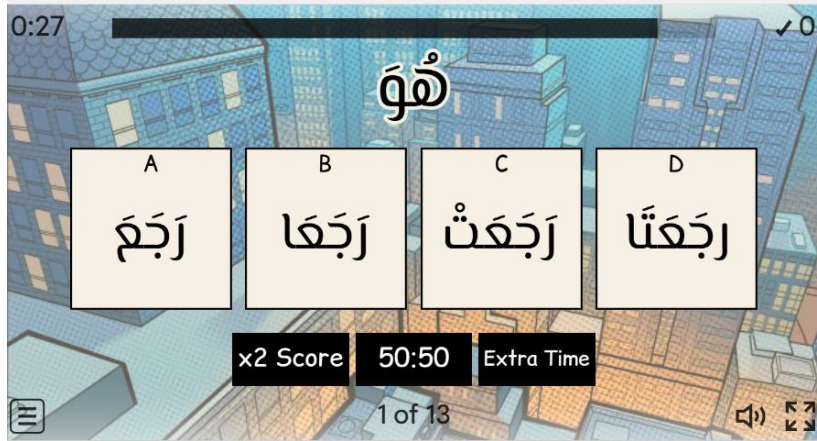 0:27
✓ 0
هُوَ
A
رَجَعَ
B
رَجَعَا
C
رَجَعَتْ
D
رجَعَتَا
x2 Score
50:50
Extra Time
1 of 13